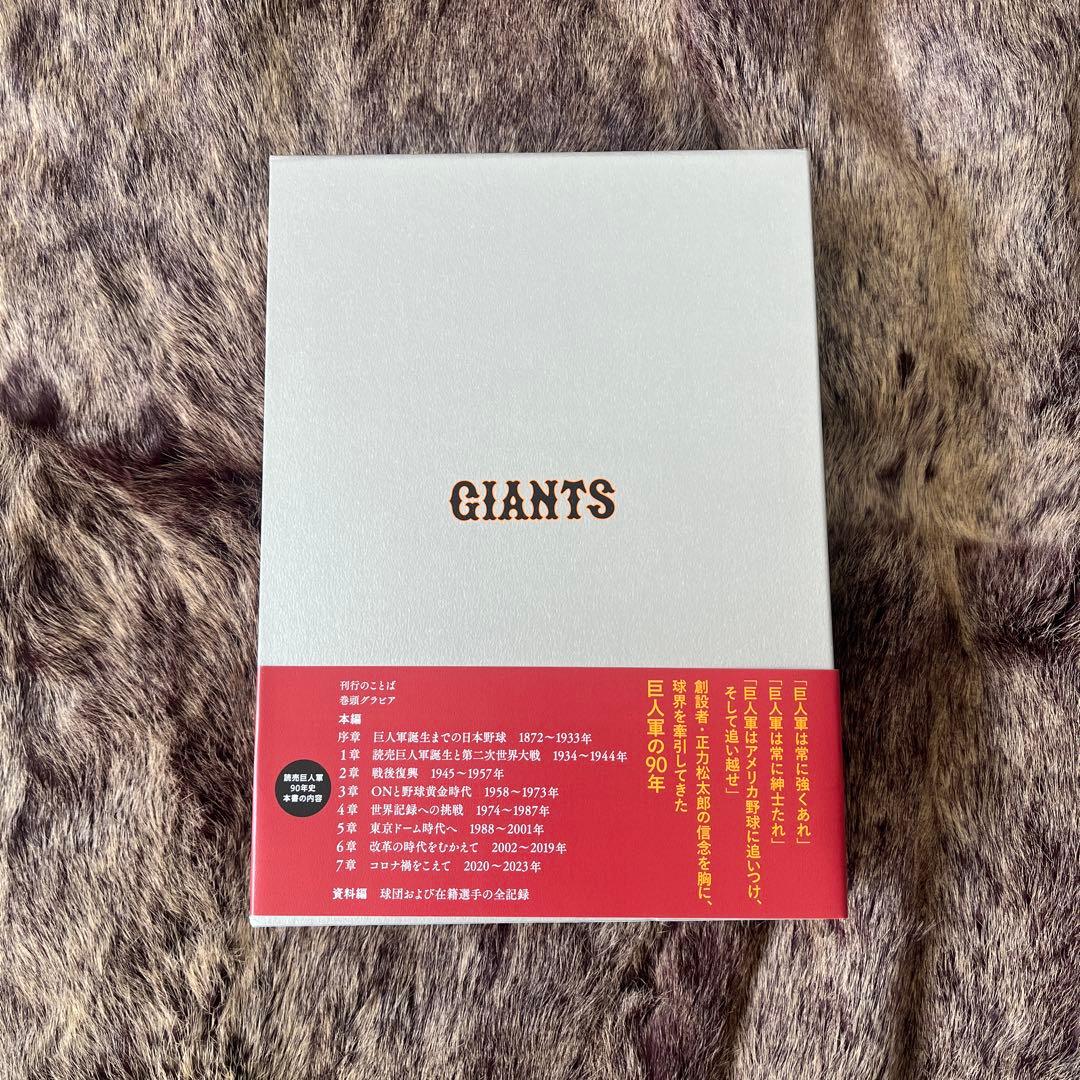 GIANTS
「巨人軍は常に強くあれ」
「巨人軍は常に紳士たれ」
「巨人軍はアメリカ野球に追いつけ、
そして追い越せ」
創設者・正力松太郎の信念を胸に、
球界を牽引してきた
巨人軍の90年
読売巨人軍
90年史
本書の内容
刊行のことば
巻頭グラビア
本編
序章 巨人軍誕生までの日本野球 1872〜1933年
1章 読売巨人軍誕生と第二次世界大戦 1934〜1944年
2章 戦後復興 1945〜1957年
3章 ONと野球黄金時代 1958〜1973年
4章 世界記録への挑戦 1974〜1987年
5章 東京ドーム時代へ 1988〜2001年
6章 改革の時代をむかえて 2002〜2019年
7章 コロナ禍をこえて 2020〜2023年
資料編 球団および在籍選手の全記録